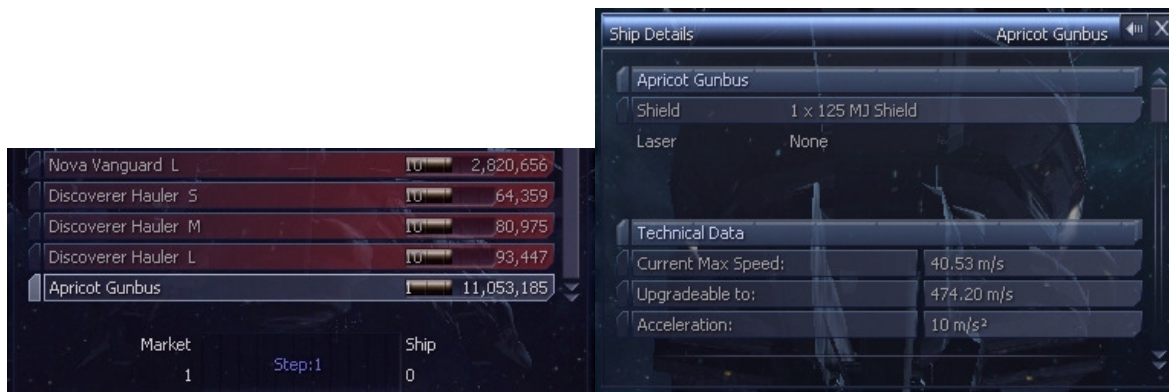 Nova Vanguard L 10 2,820,656
Discoverer Hauler S 10 64,359
Discoverer Hauler M 10 80,975
Discoverer Hauler L 10 93,447
Apricot Gunbus 1 11,053,185
Market Ship
Step:1
1 0
Ship Details Apricot Gunbus
Apricot Gunbus
Shield 1 x 125 MJ Shield
Laser None
Technical Data
Current Max Speed: 40.53 m/s
Upgradeable to: 474.20 m/s
Acceleration: 10 m/s²